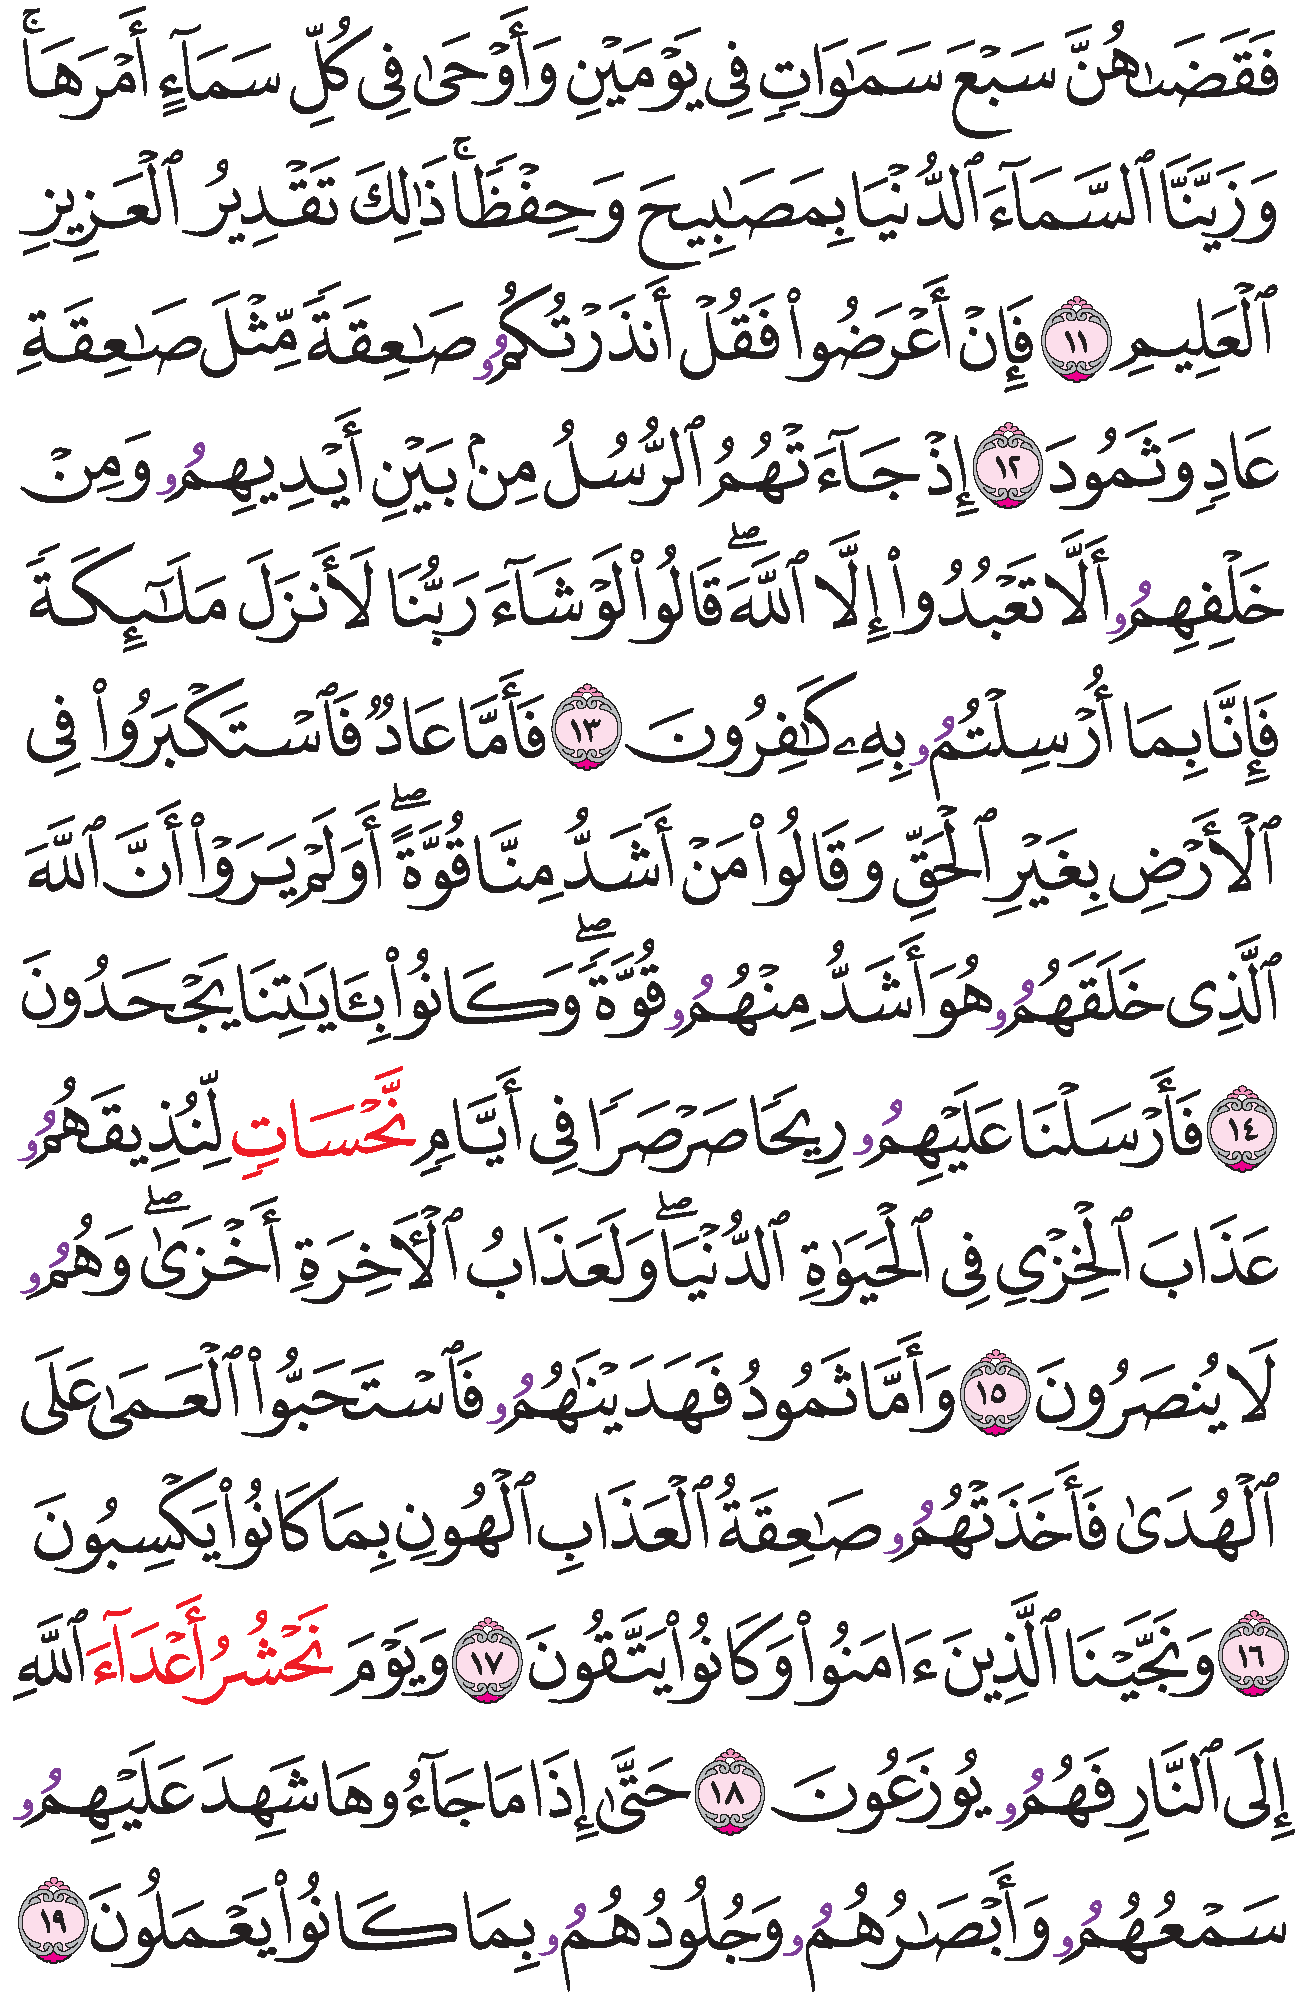 فَقَضَىٰهُنَّ سَبۡعَ سَمَٰوَاتٖ فِي يَوۡمَيۡنِ وَأَوۡحَىٰ فِي كُلِّ سَمَآءٍ أَمۡرَهَاۚ
وَزَيَّنَّا ٱلسَّمَآءَ ٱلدُّنۡيَا بِمَصَٰبِيحَ وَحِفۡظٗاۚ ذَٰلِكَ تَقۡدِيرُ ٱلۡعَزِيزِ
ٱلۡعَلِيمِ ١١ فَإِنۡ أَعۡرَضُواْ فَقُلۡ أَنذَرۡتُكُمُۥ صَٰعِقَةٗ مِّثۡلَ صَٰعِقَةِ
عَادٖ وَثَمُودَ ١٢ إِذۡ جَآءَتۡهُمُ ٱلرُّسُلُ مِنۢ بَيۡنِ أَيۡدِيهِمُۥ وَمِنۡ
خَلۡفِهِمُۥ أَلَّا تَعۡبُدُواْ إِلَّا ٱللَّهَۖ قَالُواْ لَوۡ شَآءَ رَبُّنَا لَأَنزَلَ مَلَٰٓئِكَةٗ
فَإِنَّا بِمَا أُرۡسِلۡتُمُۥ بِهِۦ كَٰفِرُونَ ١٣ فَأَمَّا عَادٞ فَٱسۡتَكۡبَرُواْ فِي
ٱلۡأَرۡضِ بِغَيۡرِ ٱلۡحَقِّ وَقَالُواْ مَنۡ أَشَدُّ مِنَّا قُوَّةًۖ أَوَلَمۡ يَرَوۡاْ أَنَّ ٱللَّهَ
ٱلَّذِي خَلَقَهُمُۥ هُوَ أَشَدُّ مِنۡهُمُۥ قُوَّةٗۖ وَكَانُواْ بِـَٔايَٰتِنَا يَجۡحَدُونَ
١٤ فَأَرۡسَلۡنَا عَلَيۡهِمُۥ رِيحٗا صَرۡصَرٗا فِي أَيَّامٖ نَّحۡسَاتٖ لِّنُذِيقَهُمُۥ
عَذَابَ ٱلۡخِزۡيِ فِي ٱلۡحَيَوٰةِ ٱلدُّنۡيَاۖ وَلَعَذَابُ ٱلۡأٓخِرَةِ أَخۡزَىٰۖ وَهُمُۥ
لَا يُنصَرُونَ ١٥ وَأَمَّا ثَمُودُ فَهَدَيۡنَٰهُمُۥ فَٱسۡتَحَبُّواْ ٱلۡعَمَىٰ عَلَى
ٱلۡهُدَىٰ فَأَخَذَتۡهُمُۥ صَٰعِقَةُ ٱلۡعَذَابِ ٱلۡهُونِ بِمَا كَانُواْ يَكۡسِبُونَ
١٦ وَنَجَّيۡنَا ٱلَّذِينَ ءَامَنُواْ وَكَانُواْ يَتَّقُونَ ١٧ وَيَوۡمَ نَحۡشُرُ أَعۡدَآءَ ٱللَّهِ
إِلَى ٱلنَّارِ فَهُمُۥ يُوزَعُونَ ١٨ حَتَّىٰ إِذَا مَا جَآءُوهَا شَهِدَ عَلَيۡهِمُۥ
سَمۡعُهُمُۥ وَأَبۡصَٰرُهُمُۥ وَجُلُودُهُمُۥ بِمَا كَانُواْ يَعۡمَلُونَ ١٩